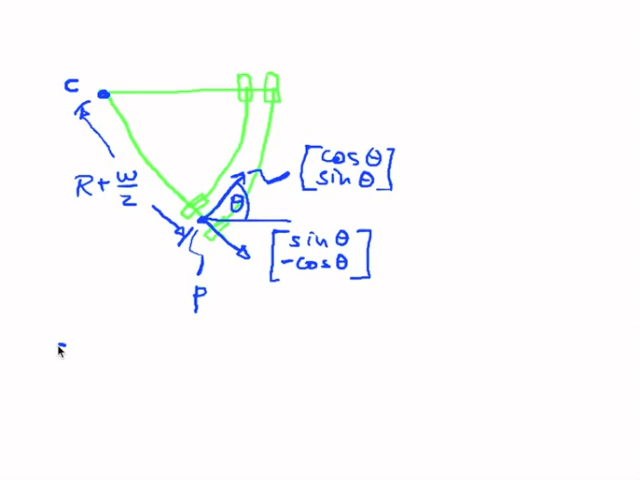 C
R + w/2
θ
[cos θ
sin θ]
[sin θ
-cos θ]
P